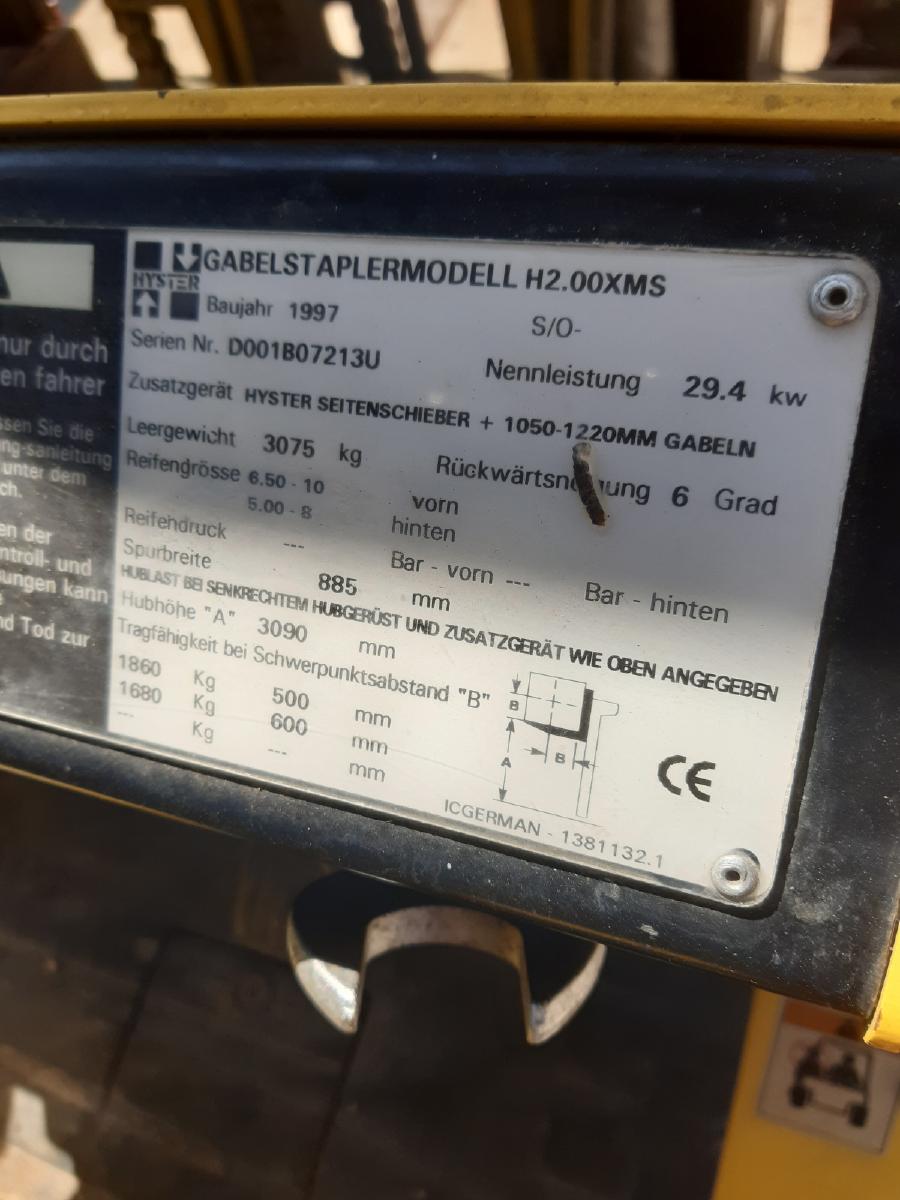 nur durch
en fahrer
ssen Sie die
ng-sanleitung
unter dem
ch.
en der
ntroll- und
ungen kann
nd Tod zur
HYSTER
GABELSTAPLERMODELL H2.00XMS
Baujahr 1997 S/O-
Serien Nr. D001B07213U Nennleistung 29.4 kw
Zusatzgerät HYSTER SEITENSCHIEBER + 1050-1220MM GABELN
Leergewicht 3075 kg 6 Grad
Reifengrösse 6.50 - 10 vorn
5.00 - 8 hinten
Reifendruck --- Bar - vorn --- Bar - hinten
Spurbreite 885 mm
HUBLAST BEI SENKRECHTEM HUBGERÜST UND ZUSATZGERÄT WIE OBEN ANGEGEBEN
Hubhöhe "A" 3090 mm
Tragfähigkeit bei Schwerpunktsabstand "B"
1860 Kg 500 mm
1680 Kg 600 mm
--- Kg --- mm
B
A
B
CE
ICGERMAN - 1381132.1